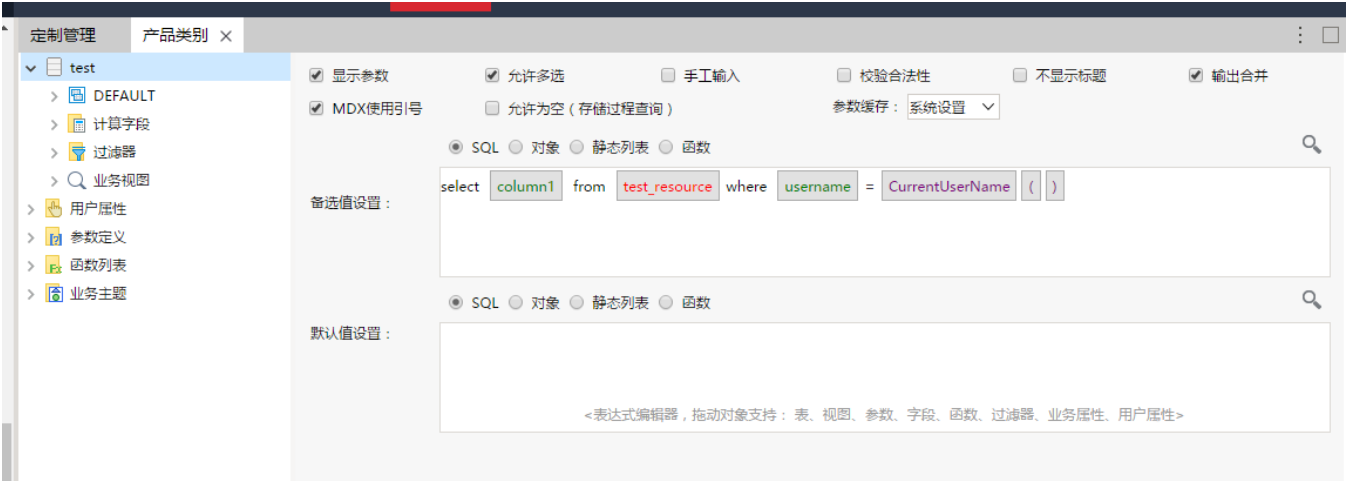 定制管理 产品类别 ×
test
DEFAULT
计算字段
过滤器
业务视图
用户属性
参数定义
函数列表
业务主题
显示参数 允许多选 手工输入 校验合法性 不显示标题 输出合并
MDX使用引号 允许为空（存储过程查询） 参数缓存： 系统设置
SQL 对象 静态列表 函数
备选值设置：
select column1 from test_resource where username = CurrentUserName ( )
SQL 对象 静态列表 函数
默认值设置：
<表达式编辑器，拖动对象支持： 表、视图、参数、字段、函数、过滤器、业务属性、用户属性>